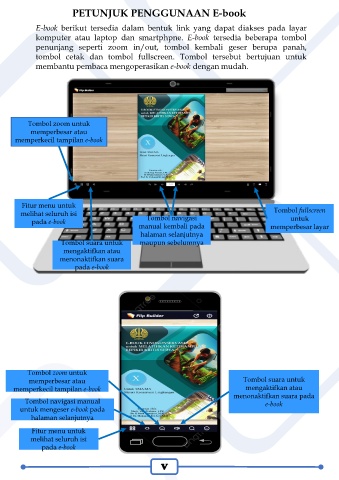 PETUNJUK PENGGUNAAN E-book
E-book berikut tersedia dalam bentuk link yang dapat diakses pada layar
komputer atau laptop dan smartphpne. E-book tersedia beberapa tombol
penunjang seperti zoom in/out, tombol kembali geser berupa panah,
tombol cetak dan tombol fullscreen. Tombol tersebut bertujuan untuk
membantu pembaca mengoperasikan e-book dengan mudah.
Flip Builder
Tombol zoom untuk
memperbesar atau
memperkecil tampilan e-book
Fitur menu untuk
melihat seluruh isi
pada e-book
Tombol navigasi
manual kembali pada
halaman selanjutnya
maupun sebelumnya
Tombol fullscreen
untuk
memperbesar layar
Tombol suara untuk
mengaktifkan atau
menonaktifkan suara
pada e-book
Flip Builder
Tombol zoom untuk
memperbesar atau
memperkecil tampilan e-book
Tombol suara untuk
mengaktifkan atau
menonaktifkan suara pada
e-book
Tombol navigasi manual
untuk mengeser e-book pada
halaman selanjutnya
Fitur menu untuk
melihat seluruh isi
pada e-book
V